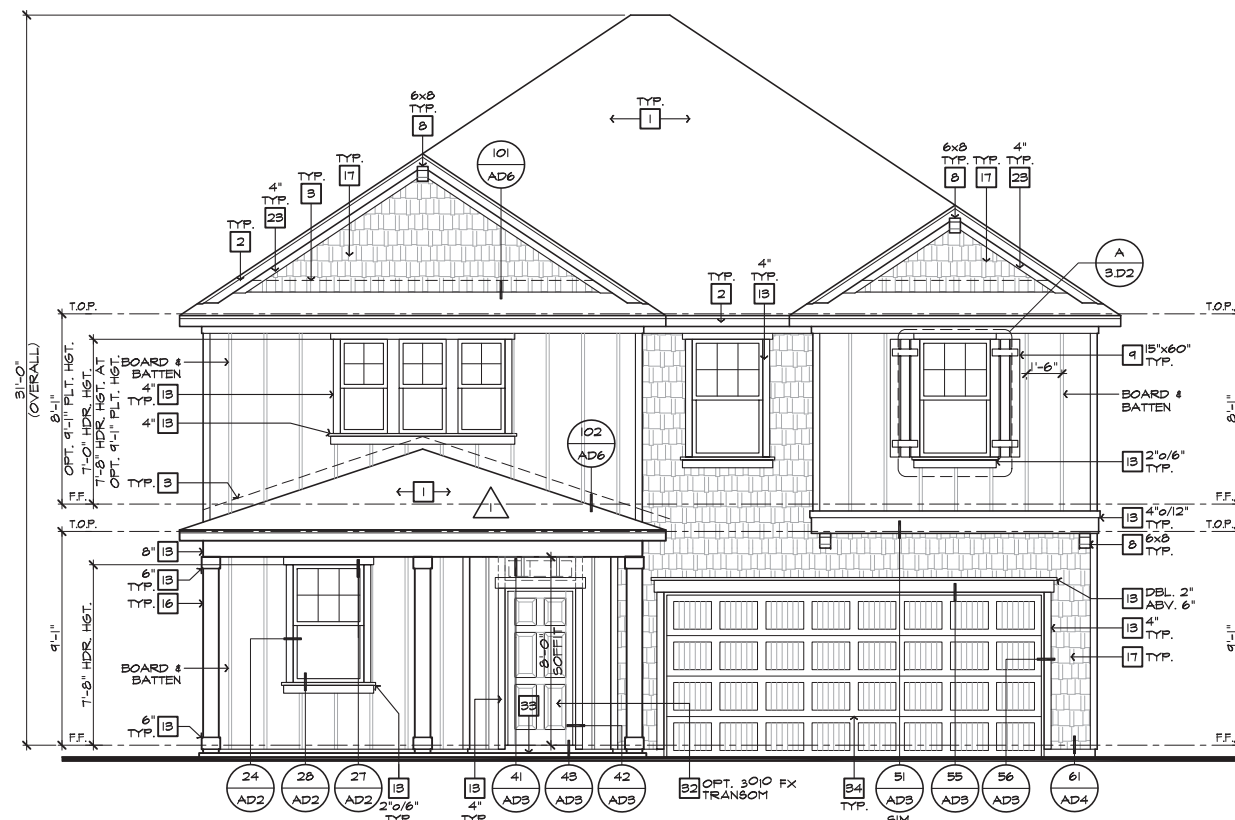 6x8
TYP.
8
TYP.
1
101
AD6
TYP.
17
TYP.
3
4"
TYP.
23
TYP.
2
6x8
TYP.
8
TYP.
17
4"
TYP.
23
A
3.D2
TYP.
2
4"
TYP.
13
T.O.P.
T.O.P.
31'-0"
(OVERALL)
8'-1"
OPT. 9'-1" PLT. HGT.
7'-0" HDR. HGT.
7'-8" HDR. HGT. AT
OPT. 9'-1" PLT. HGT.
BOARD &
BATTEN
4"
TYP. 13
4" 13
TYP. 3
9 15"x60"
TYP.
1'-6"
BOARD &
BATTEN
8'-1"
13 2"o/6"
TYP.
102
AD6
1
1
F.F.
F.F.
T.O.P.
T.O.P.
13 4"o/12"
TYP.
8 6x8
TYP.
8" 13
6"
TYP. 13
TYP. 16
9'-1"
7'-8" HDR. HGT.
BOARD &
BATTEN
6"
TYP. 13
8'-0"
SOFFIT
33
13 DBL. 2"
ABV. 6"
13 4"
TYP.
17 TYP.
9'-1"
F.F.
F.F.
24
AD2
28
AD2
27
AD2
13
2"o/6"
TYP.
13
4"
TYP.
41
AD3
43
AD3
42
AD3
32 OPT. 3010 FX
TRANSOM
34
TYP.
51
AD3
SIM.
55
AD3
56
AD3
61
AD4